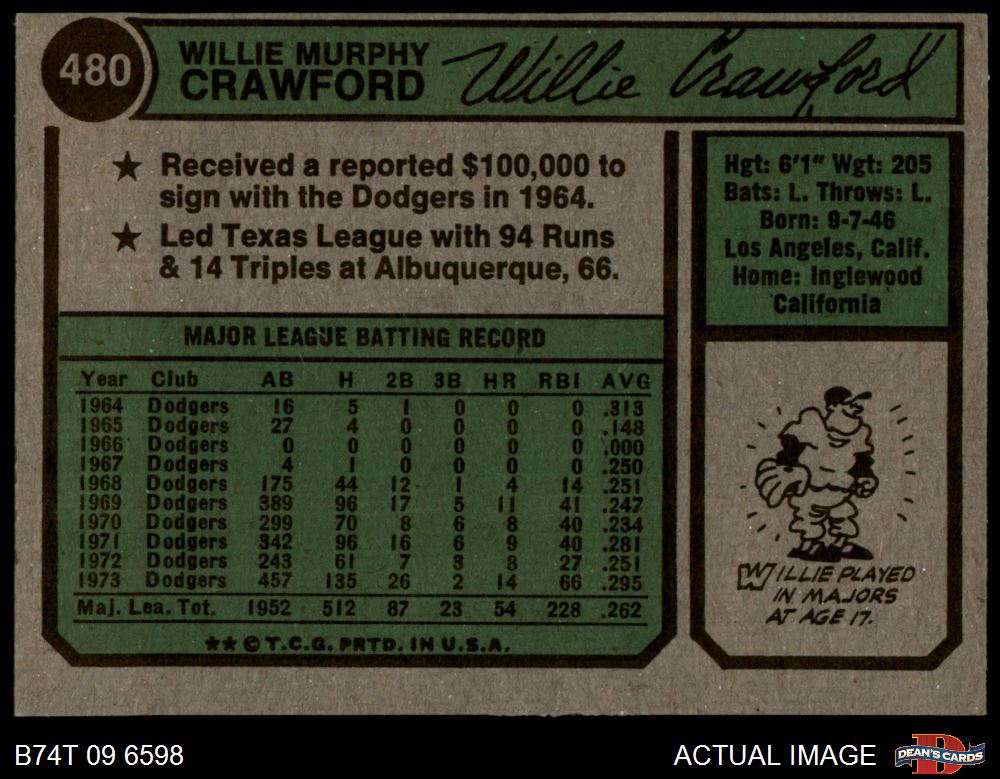 480
WILLIE MURPHY
CRAWFORD
Willie Crawford
★ Received a reported $100,000 to
sign with the Dodgers in 1964.
★ Led Texas League with 94 Runs
& 14 Triples at Albuquerque, 66.
Hgt: 6'1" Wgt: 205
Bats: L. Throws: L.
Born: 9-7-46
Los Angeles, Calif.
Home: Inglewood
California
MAJOR LEAGUE BATTING RECORD
Year Club AB H 2B 3B HR RBI AVG
1964 Dodgers 16 5 1 0 0 0 .313
1965 Dodgers 27 4 0 0 0 0 .148
1966 Dodgers 0 0 0 0 0 0 .000
1967 Dodgers 4 1 0 0 0 0 .250
1968 Dodgers 175 44 12 1 4 14 .251
1969 Dodgers 389 96 17 5 11 41 .247
1970 Dodgers 299 70 8 6 8 40 .234
1971 Dodgers 342 96 16 6 9 40 .281
1972 Dodgers 243 61 7 3 8 27 .251
1973 Dodgers 457 135 26 2 14 66 .295
Maj. Lea. Tot. 1952 512 87 23 54 228 .262
★★ © T.C.G. PRTD. IN U.S.A.
WILLIE PLAYED
IN MAJORS
AT AGE 17.
B74T 09 6598
ACTUAL IMAGE
DEAN'S CARDS